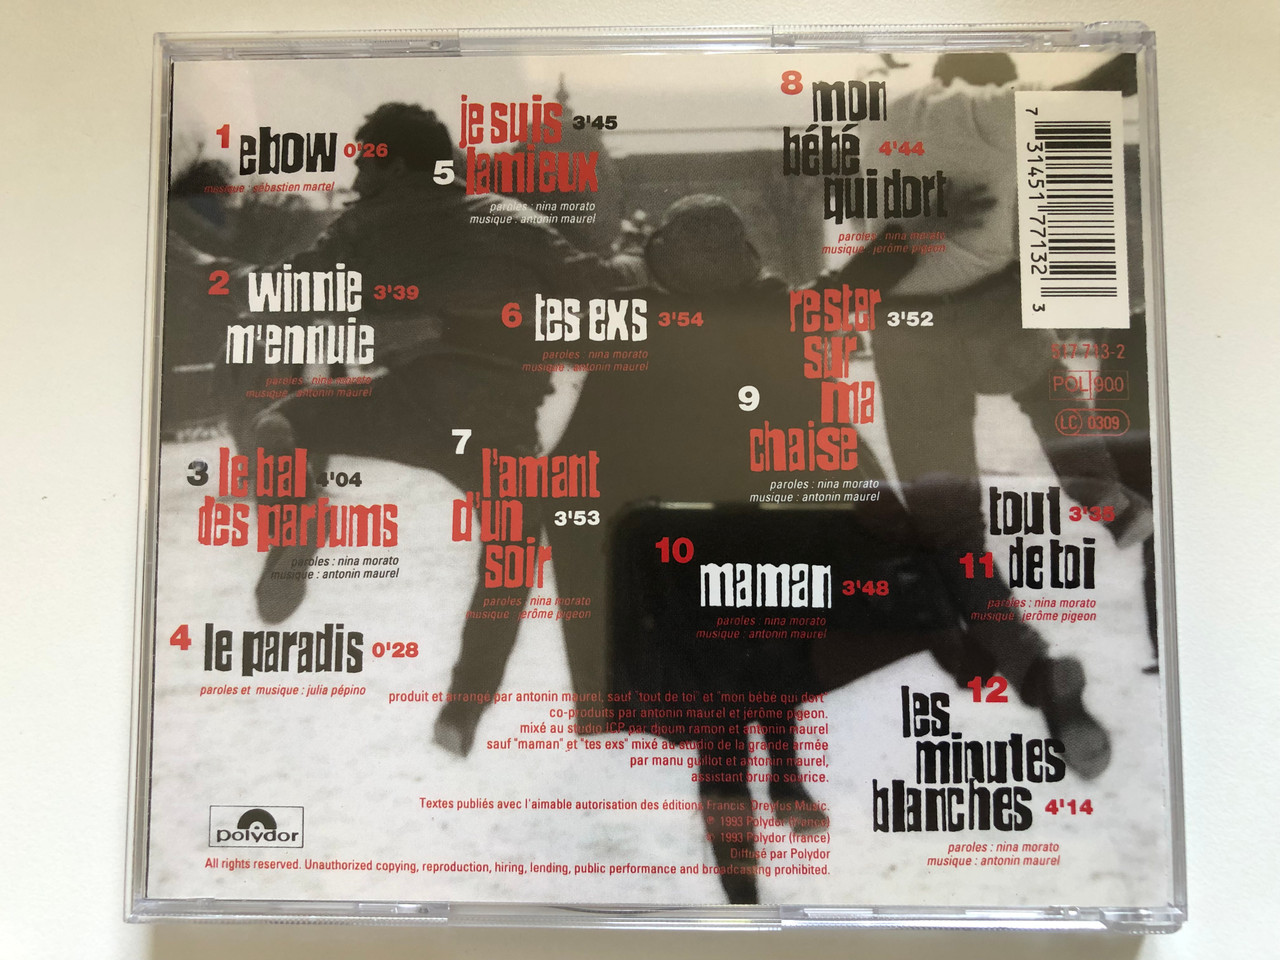 1 ebow 0'26
musique : sébastien martel
2 winnie 3'39
m'ennuie
paroles : nina morato
musique : antonin maurel
3 le bal 4'04
des parfums
paroles : nina morato
musique : antonin maurel
4 le paradis 0'28
paroles et musique : julia pépino
je suis 3'45
5 lamieux
paroles : nina morato
musique : antonin maurel
6 tes exs 3'54
paroles : nina morato
musique : antonin maurel
7
l'amant
d'un 3'53
soir
paroles : nina morato
musique : jerôme pigeon
8 mon
bébé 4'44
qui dort
paroles : nina morato
musique : jerôme pigeon
rester 3'52
sur
9 ma
chaise
paroles : nina morato
musique : antonin maurel
10 maman 3'48
paroles : nina morato
musique : antonin maurel
tout 3'35
11 de toi
paroles : nina morato
musique : jerôme pigeon
12
les
minutes
blanches 4'14
paroles : nina morato
musique : antonin maurel
7 31451 77132 3
517 713-2
POL 900
LC 0309
produit et arrangé par antonin maurel, sauf "tout de toi" et "mon bébé qui dort"
co-produits par antonin maurel et jerôme pigeon.
mixé au studio ICP par djoum ramon et antonin maurel
sauf "maman" et "tes exs" mixé au studio de la grande armée
par manu guillot et antonin maurel,
assistant bruno sourice.
Textes publiés avec l'aimable autorisation des éditions Francis Dreyfus Music.
℗ 1993 Polydor (france)
© 1993 Polydor (france)
Diffusé par Polydor
polydor
All rights reserved. Unauthorized copying, reproduction, hiring, lending, public performance and broadcasting prohibited.